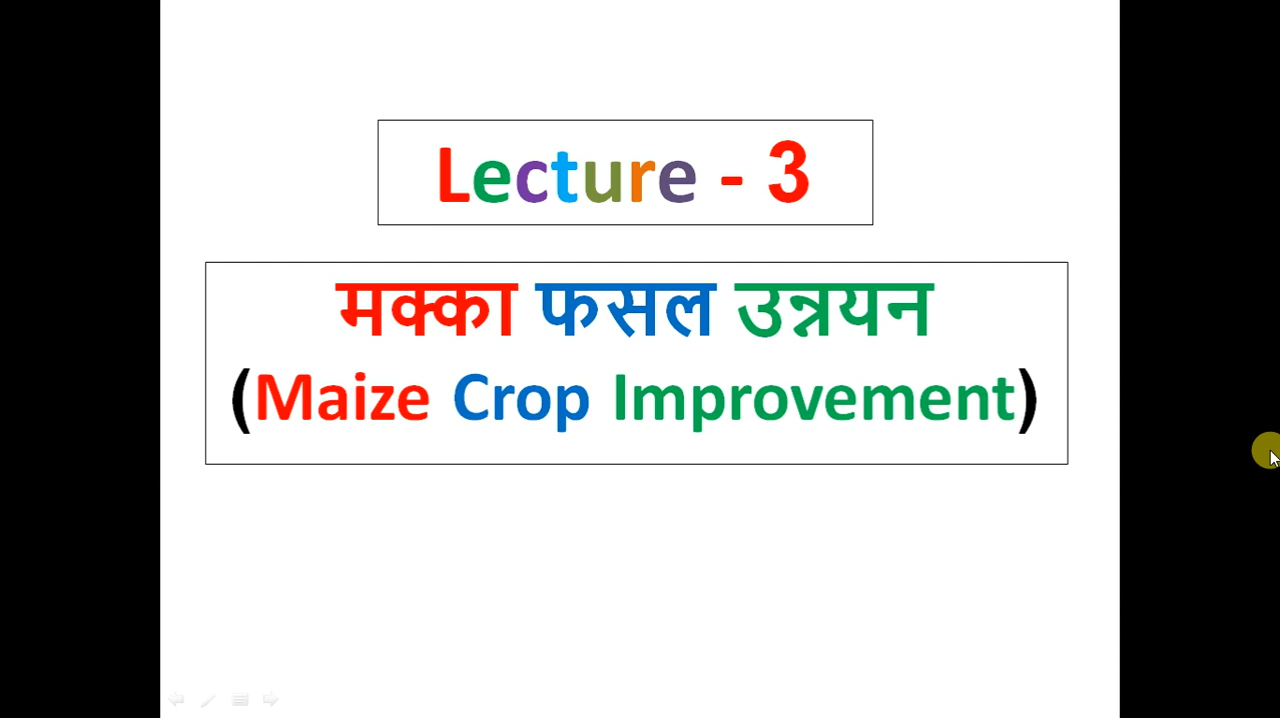 Lecture - 3
मक्का फसल उन्नयन
(Maize Crop Improvement)